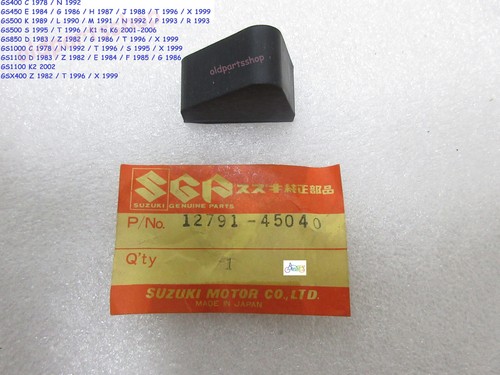 GS400 C 1978 / N 1992
GS450 E 1984 / G 1986 / H 1987 / J 1988 / T 1996 / X 1999
GS500 K 1989 / L 1990 / M 1991 / N 1992 / P 1993 / R 1993
GS500 S 1995 / T 1996 / K1 to K6 2001-2006
GS850 D 1983 / Z 1982 / G 1986 / T 1996 / X 1999
GS1000 C 1978 / N 1992 / T 1996 / S 1995 / X 1999
GS1100 D 1983 / Z 1982 / E 1984 / F 1985 / G 1986
GS1100 K2 2002
GSX400 Z 1982 / T 1996 / X 1999
oldpartsshop
SGP スズキ純正部品
SUZUKI GENUINE PARTS
P/No. 12791-45040
Q'ty 1
SUZUKI MOTOR CO., LTD.
MADE IN JAPAN